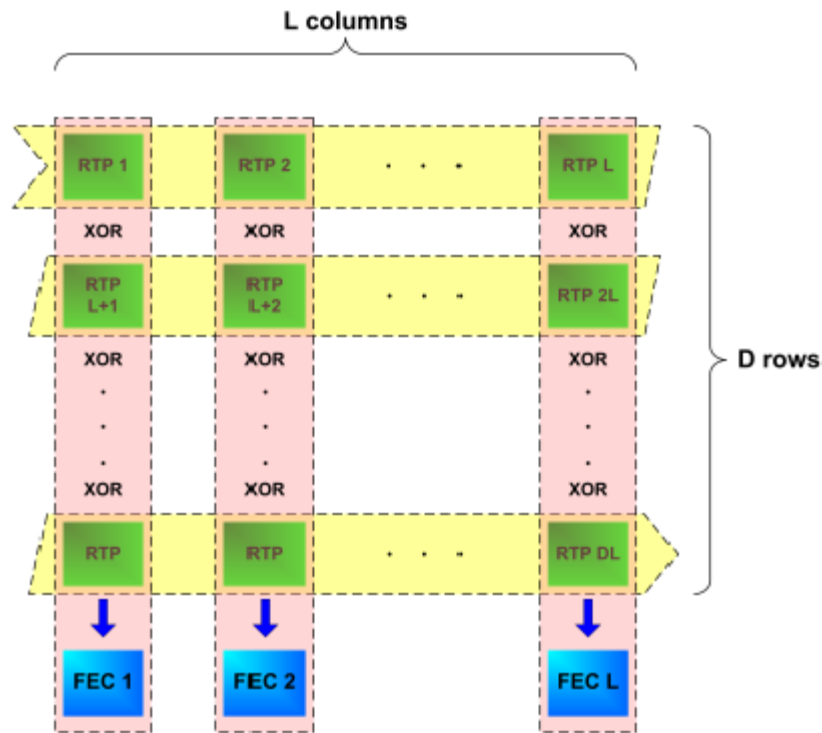 L columns
RTP 1 RTP 2 . . . RTP L
XOR XOR XOR
RTP RTP . . . RTP 2L
L+1 L+2
XOR XOR XOR
. . .
. . .
. . .
XOR XOR XOR
RTP RTP . . . RTP DL
FEC 1 FEC 2 FEC L
D rows